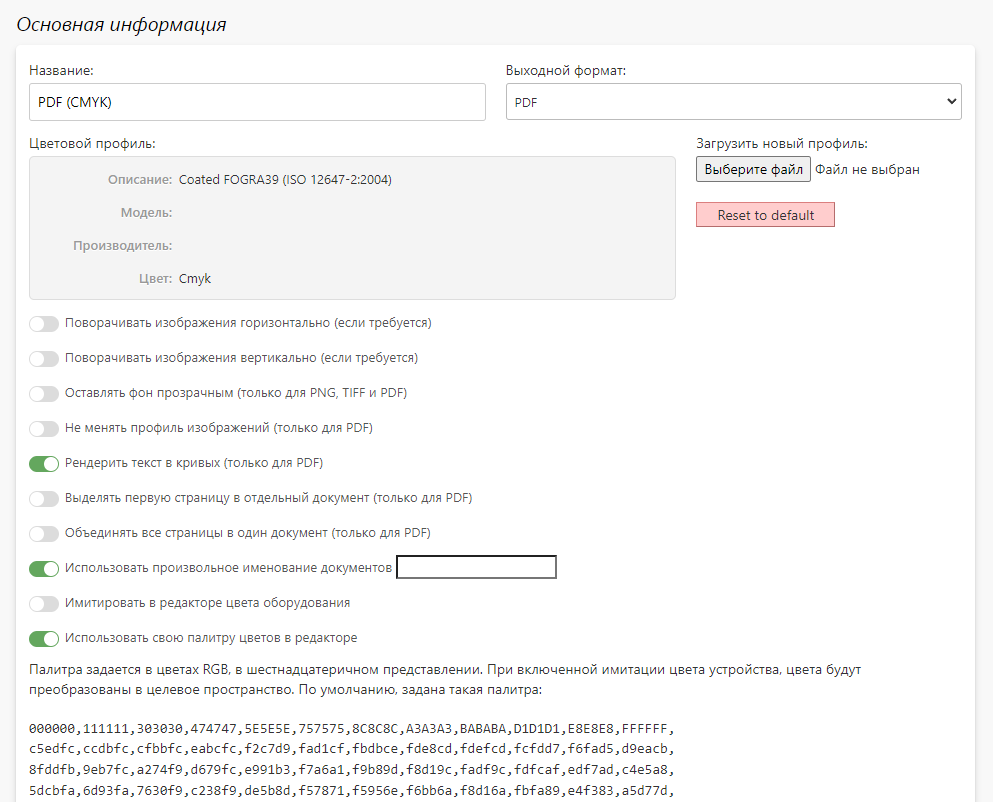 Основная информация
Название:
Выходной формат:
PDF (CMYK)
PDF
Цветовой профиль:
Загрузить новый профиль:
Описание: Coated FOGRA39 (ISO 12647-2:2004)
Выберите файл Файл не выбран
Модель:
Reset to default
Производитель:
Цвет: Cmyk
Поворачивать изображения горизонтально (если требуется)
Поворачивать изображения вертикально (если требуется)
Оставлять фон прозрачным (только для PNG, TIFF и PDF)
Не менять профиль изображений (только для PDF)
Рендерить текст в кривых (только для PDF)
Выделять первую страницу в отдельный документ (только для PDF)
Объединять все страницы в один документ (только для PDF)
Использовать произвольное именование документов
Имитировать в редакторе цвета оборудования
Использовать свою палитру цветов в редакторе
Палитра задается в цветах RGB, в шестнадцатеричном представлении. При включенной имитации цвета устройства, цвета будут
преобразованы в целевое пространство. По умолчанию, задана такая палитра:
000000,111111,303030,474747,5E5E5E,757575,8C8C8C,A3A3A3,BABABA,D1D1D1,E8E8E8,FFFFFF,
c5edfc,ccdbfc,cfbbfc,eabcfc,f2c7d9,fad1cf,fbdbce,fde8cd,fdefcd,fcfdd7,f6fad5,d9eacb,
8fddfb,9eb7fc,a274f9,d679fc,e991b3,f7a6a1,f9b89d,f8d19c,fadf9c,fdfcaf,edf7ad,c4e5a8,
5dcbfa,6d93fa,7630f9,c238f9,de5b8d,f57871,f5956e,f6bb6a,f8d16a,fbfa89,e4f383,a5d77d,